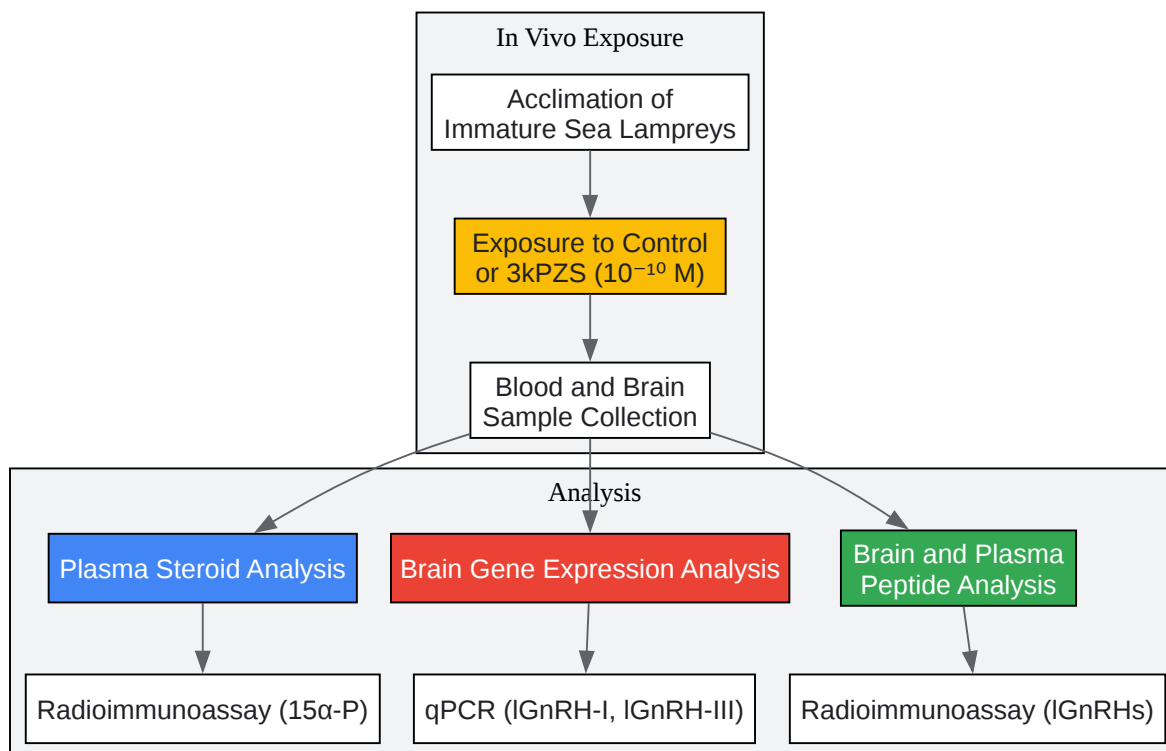 In Vivo Exposure
Acclimation of
Immature Sea Lampreys
Exposure to Control
or 3kPZS (10⁻¹⁰ M)
Blood and Brain
Sample Collection
Analysis
Plasma Steroid Analysis
Brain Gene Expression Analysis
Brain and Plasma
Peptide Analysis
Radioimmunoassay (15α-P)
qPCR (lGnRH-I, lGnRH-III)
Radioimmunoassay (lGnRHs)